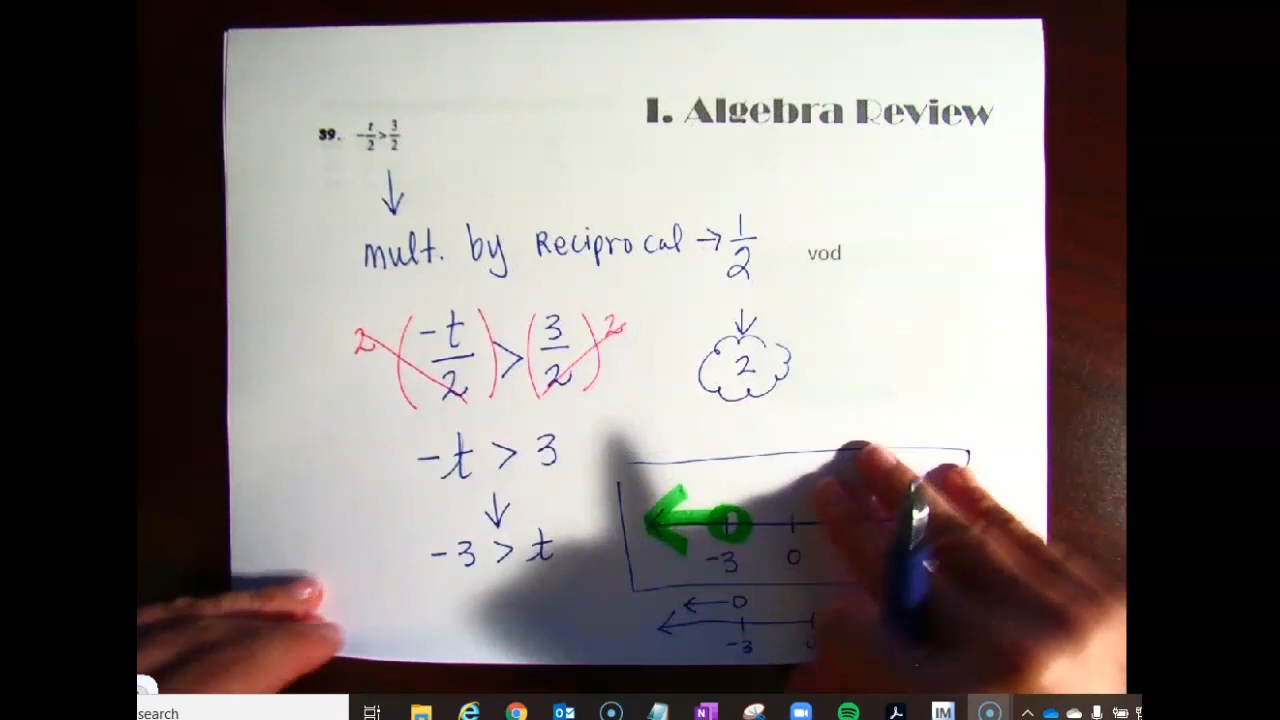 I. Algebra Review
39. -t/2 > 3/2
mult. by Reciprocal → 1/2
vod
2 (-t/2) > (3/2) 2
2
-t > 3
-3 > t
-3 0
0
-3
search